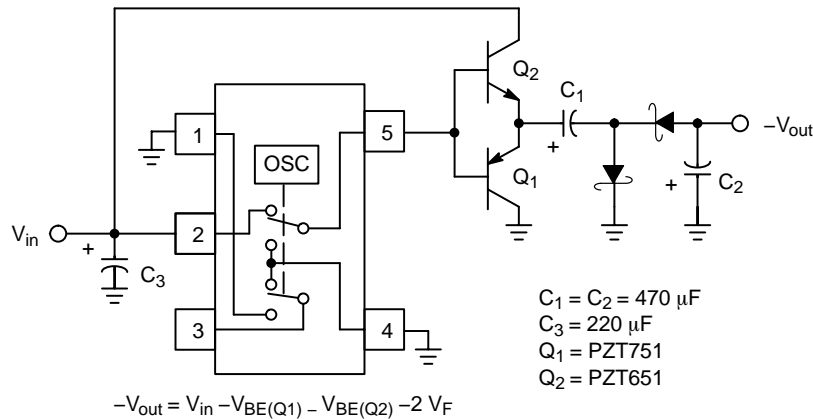 Q2
C1
1
5
–Vout
OSC
+
Q1
+
C2
Vin
2
+
C3
C1 = C2 = 470 μF
3
4
C3 = 220 μF
Q1 = PZT751
Q2 = PZT651
–Vout = Vin –VBE(Q1) – VBE(Q2) –2 VF